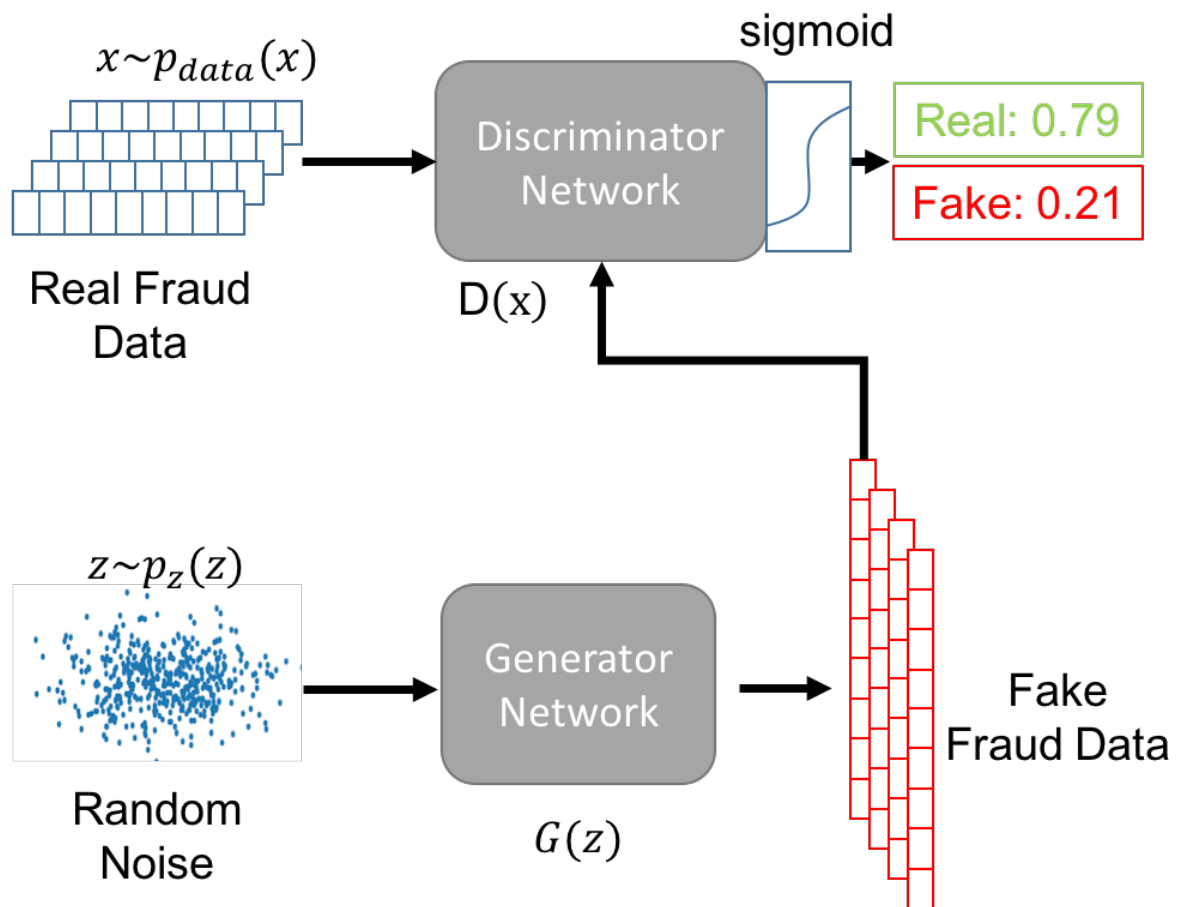 sigmoid
x~p_data(x)
Discriminator
Network
Real: 0.79
Fake: 0.21
Real Fraud
Data
D(x)
z~p_z(z)
Generator
Network
Fake
Fraud Data
Random
Noise
G(z)